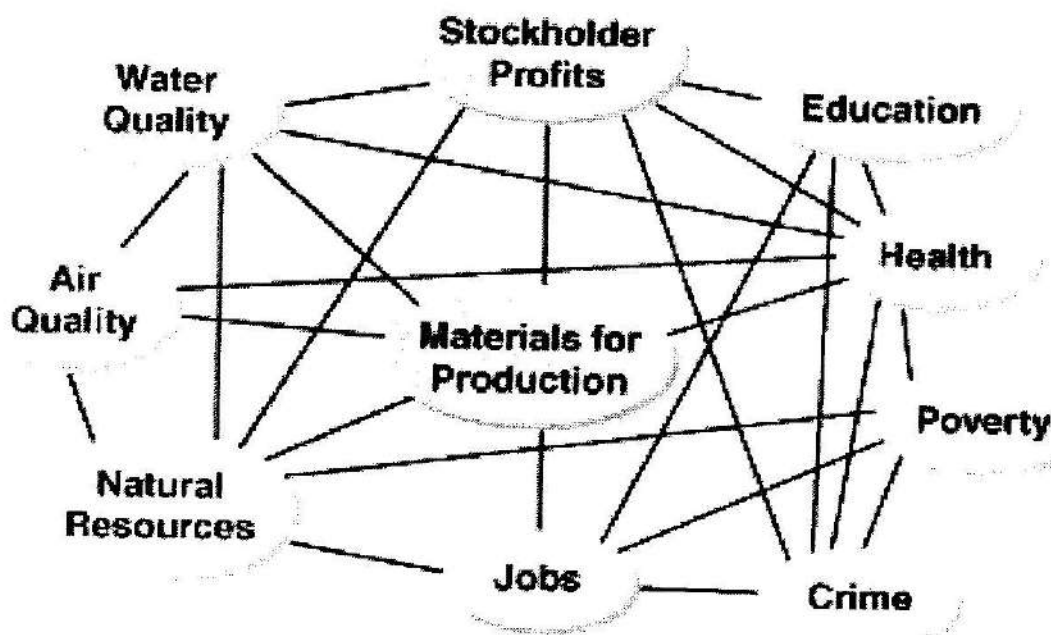 Stockholder
Profits
Water
Quality
Education
Health
Air
Quality
Materials for
Production
Poverty
Natural
Resources
Jobs
Crime